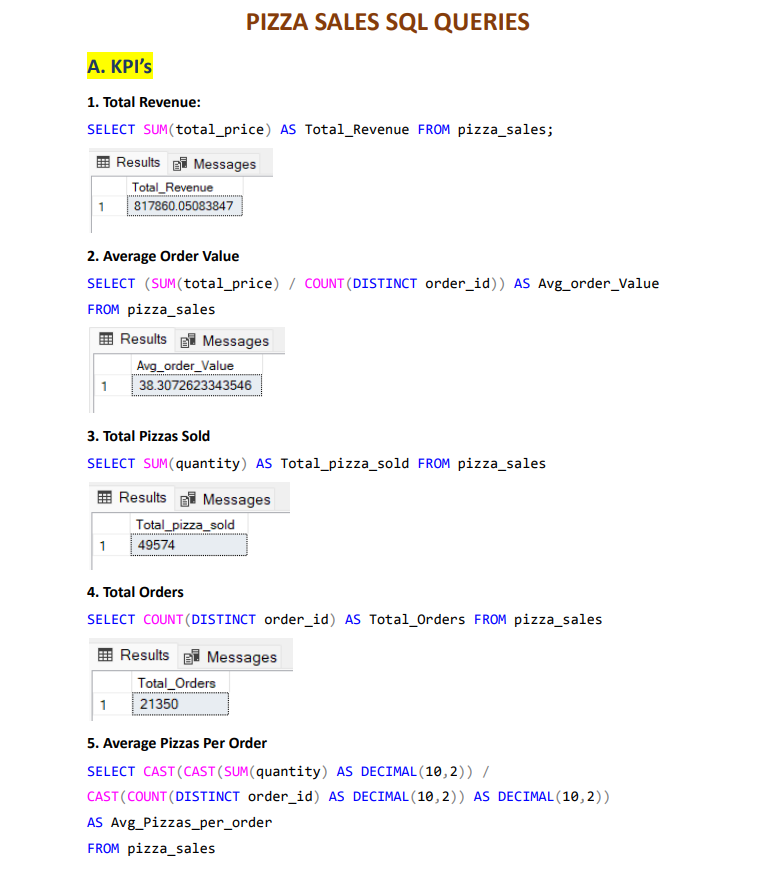 PIZZA SALES SQL QUERIES
A. KPI’s
1. Total Revenue:
SELECT SUM(total_price) AS Total_Revenue FROM pizza_sales;
Results Messages
Total_Revenue
1 817860.05083847
2. Average Order Value
SELECT (SUM(total_price) / COUNT(DISTINCT order_id)) AS Avg_order_Value
FROM pizza_sales
Results Messages
Avg_order_Value
1 38.3072623343546
3. Total Pizzas Sold
SELECT SUM(quantity) AS Total_pizza_sold FROM pizza_sales
Results Messages
Total_pizza_sold
1 49574
4. Total Orders
SELECT COUNT(DISTINCT order_id) AS Total_Orders FROM pizza_sales
Results Messages
Total_Orders
1 21350
5. Average Pizzas Per Order
SELECT CAST(CAST(SUM(quantity) AS DECIMAL(10,2)) /
CAST(COUNT(DISTINCT order_id) AS DECIMAL(10,2)) AS DECIMAL(10,2))
AS Avg_Pizzas_per_order
FROM pizza_sales